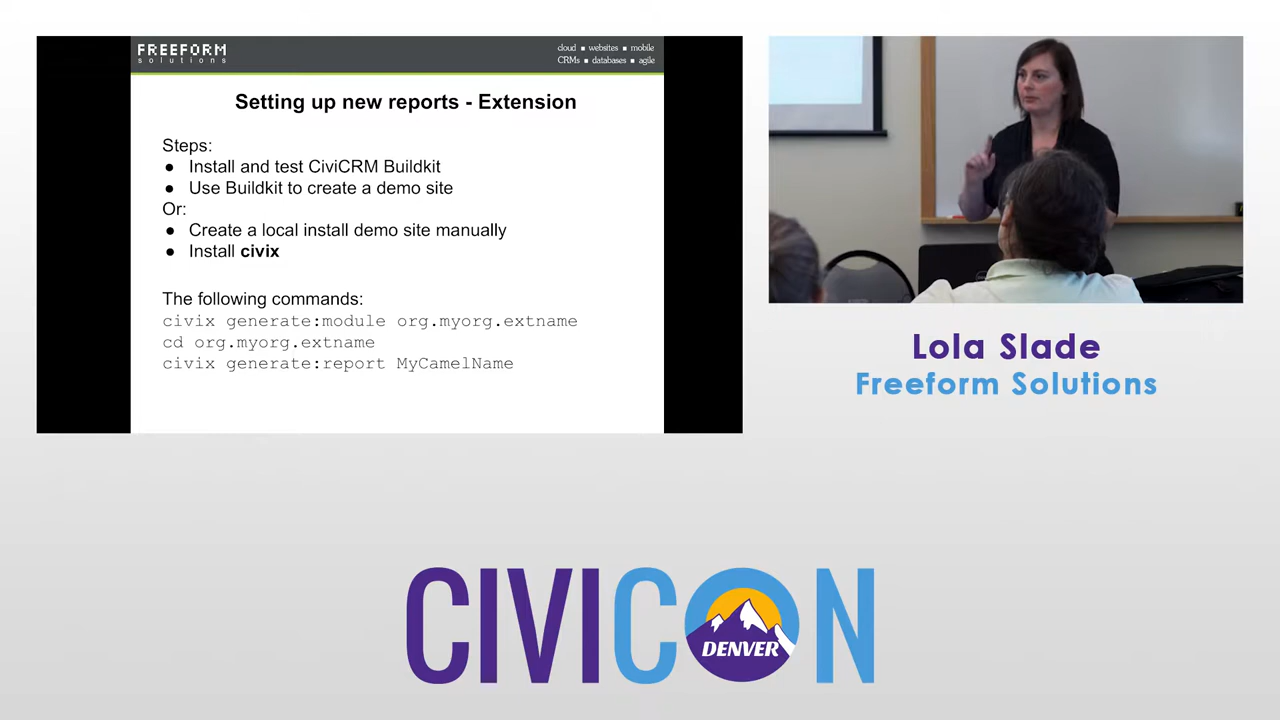 FREEFORM
solutions
cloud ■ websites ■ mobile
CRMs ■ databases ■ agile
Setting up new reports - Extension
Steps:
● Install and test CiviCRM Buildkit
● Use Buildkit to create a demo site
Or:
● Create a local install demo site manually
● Install civix
The following commands:
civix generate:module org.myorg.extname
cd org.myorg.extname
civix generate:report MyCamelName
Lola Slade
Freeform Solutions
CIVICON
DENVER